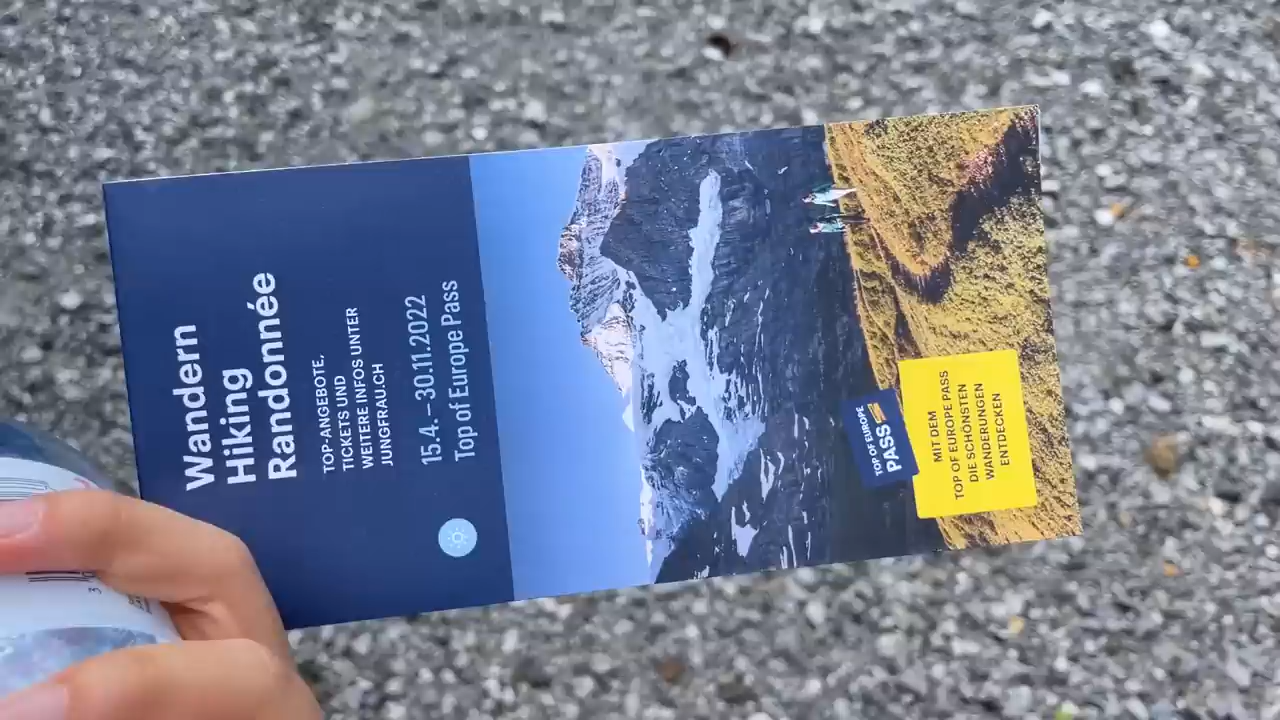 Wandern
Hiking
Randonnée
TOP-ANGEBOTE,
TICKETS UND
WEITERE INFOS UNTER
JUNGFRAU.CH
15.4. – 30.11.2022
Top of Europe Pass
TOP OF EUROPE
PASS
MIT DEM
TOP OF EUROPE PASS
DIE SCHÖNSTEN
WANDERUNGEN
ENTDECKEN
3